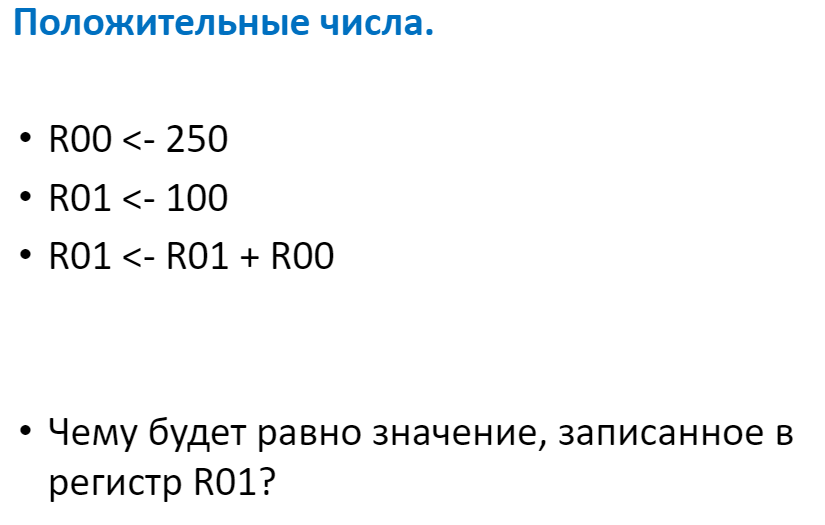 Положительные числа.
• R00 <- 250
• R01 <- 100
• R01 <- R01 + R00
• Чему будет равно значение, записанное в
регистр R01?